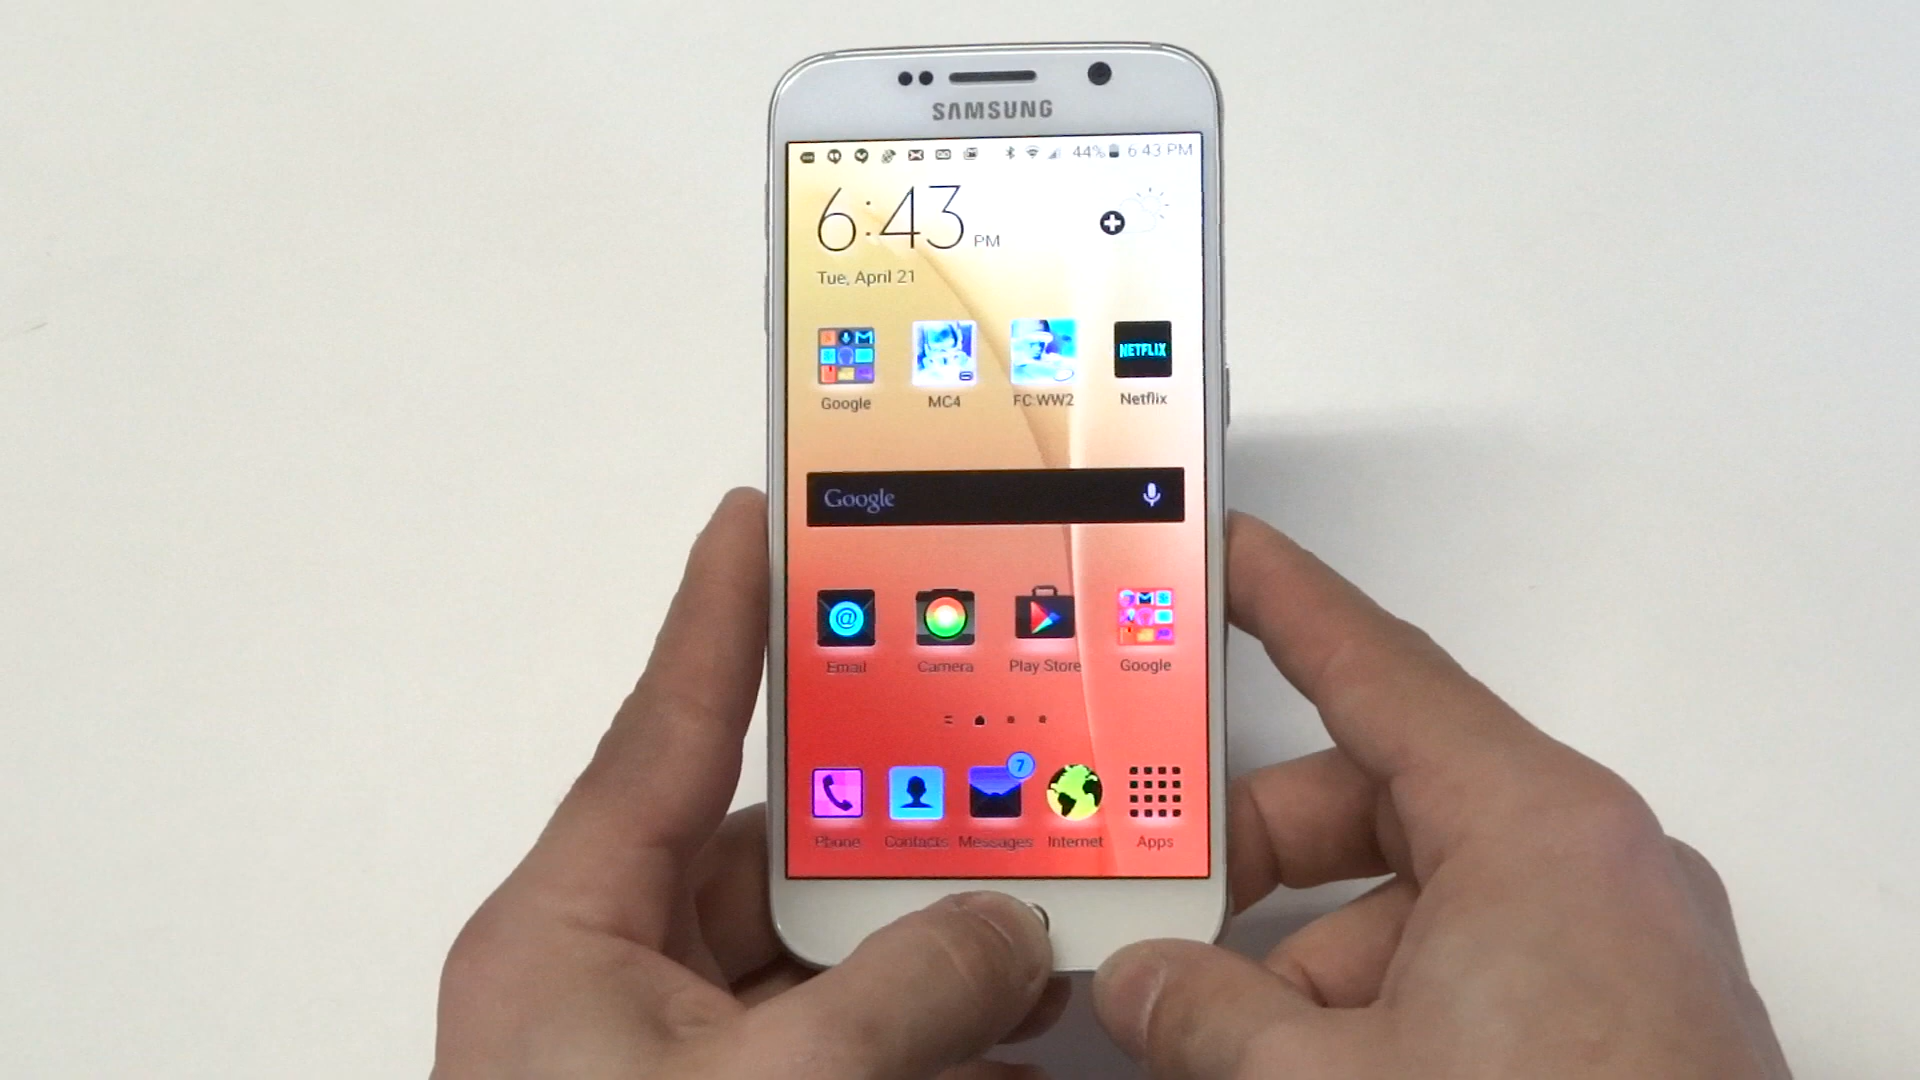 SAMSUNG
44% 6:43 PM
6:43 PM
Tue, April 21
Google MC4 FC:WW2 Netflix
NETFLIX
Google
Email Camera Play Store Google
7
Phone Contacts Messages Internet Apps